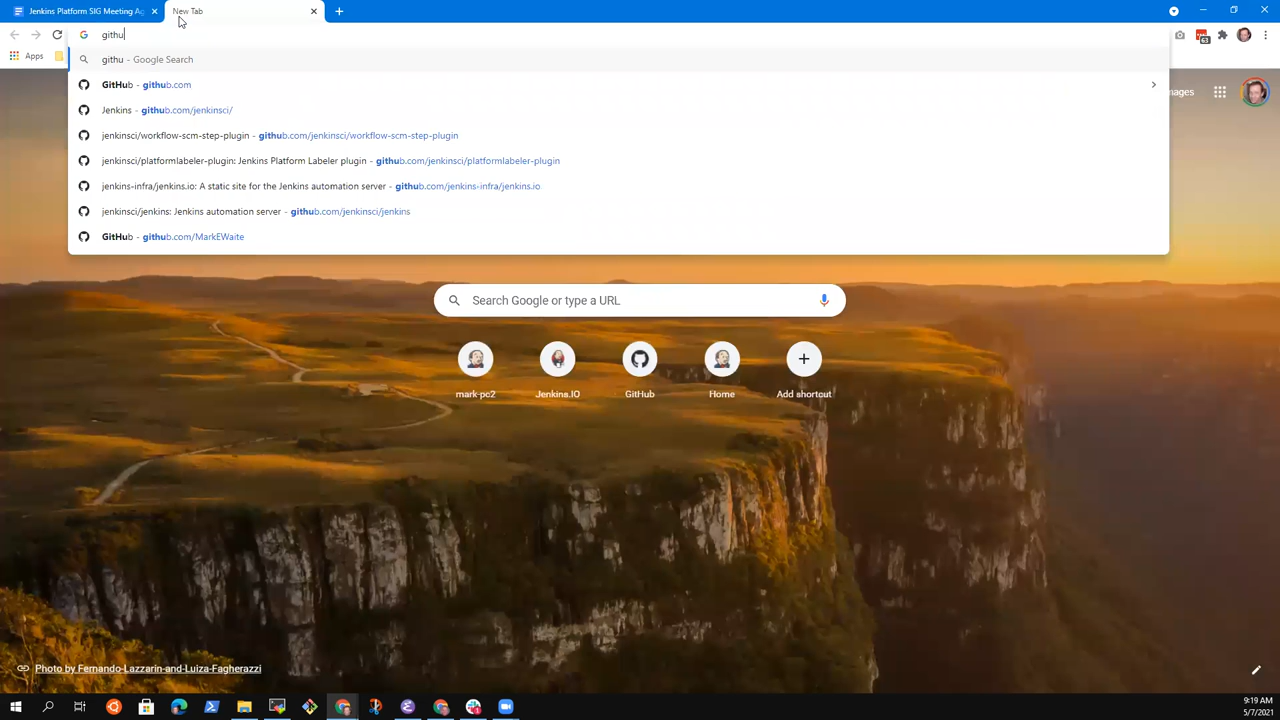 Jenkins Platform SIG Meeting Ag
New Tab
githu
Apps
63
githu - Google Search
GitHub - github.com
Jenkins - github.com/jenkinsci/
jenkinsci/workflow-scm-step-plugin - github.com/jenkinsci/workflow-scm-step-plugin
jenkinsci/platformlabeler-plugin: Jenkins Platform Labeler plugin - github.com/jenkinsci/platformlabeler-plugin
jenkins-infra/jenkins.io: A static site for the Jenkins automation server - github.com/jenkins-infra/jenkins.io
jenkinsci/jenkins: Jenkins automation server - github.com/jenkinsci/jenkins
GitHub - github.com/MarkEWaite
mages
Search Google or type a URL
mark-pc2
Jenkins.IO
GitHub
Home
Add shortcut
Photo by Fernando-Lazzarin-and-Luiza-Fagherazzi
9:19 AM
5/7/2021